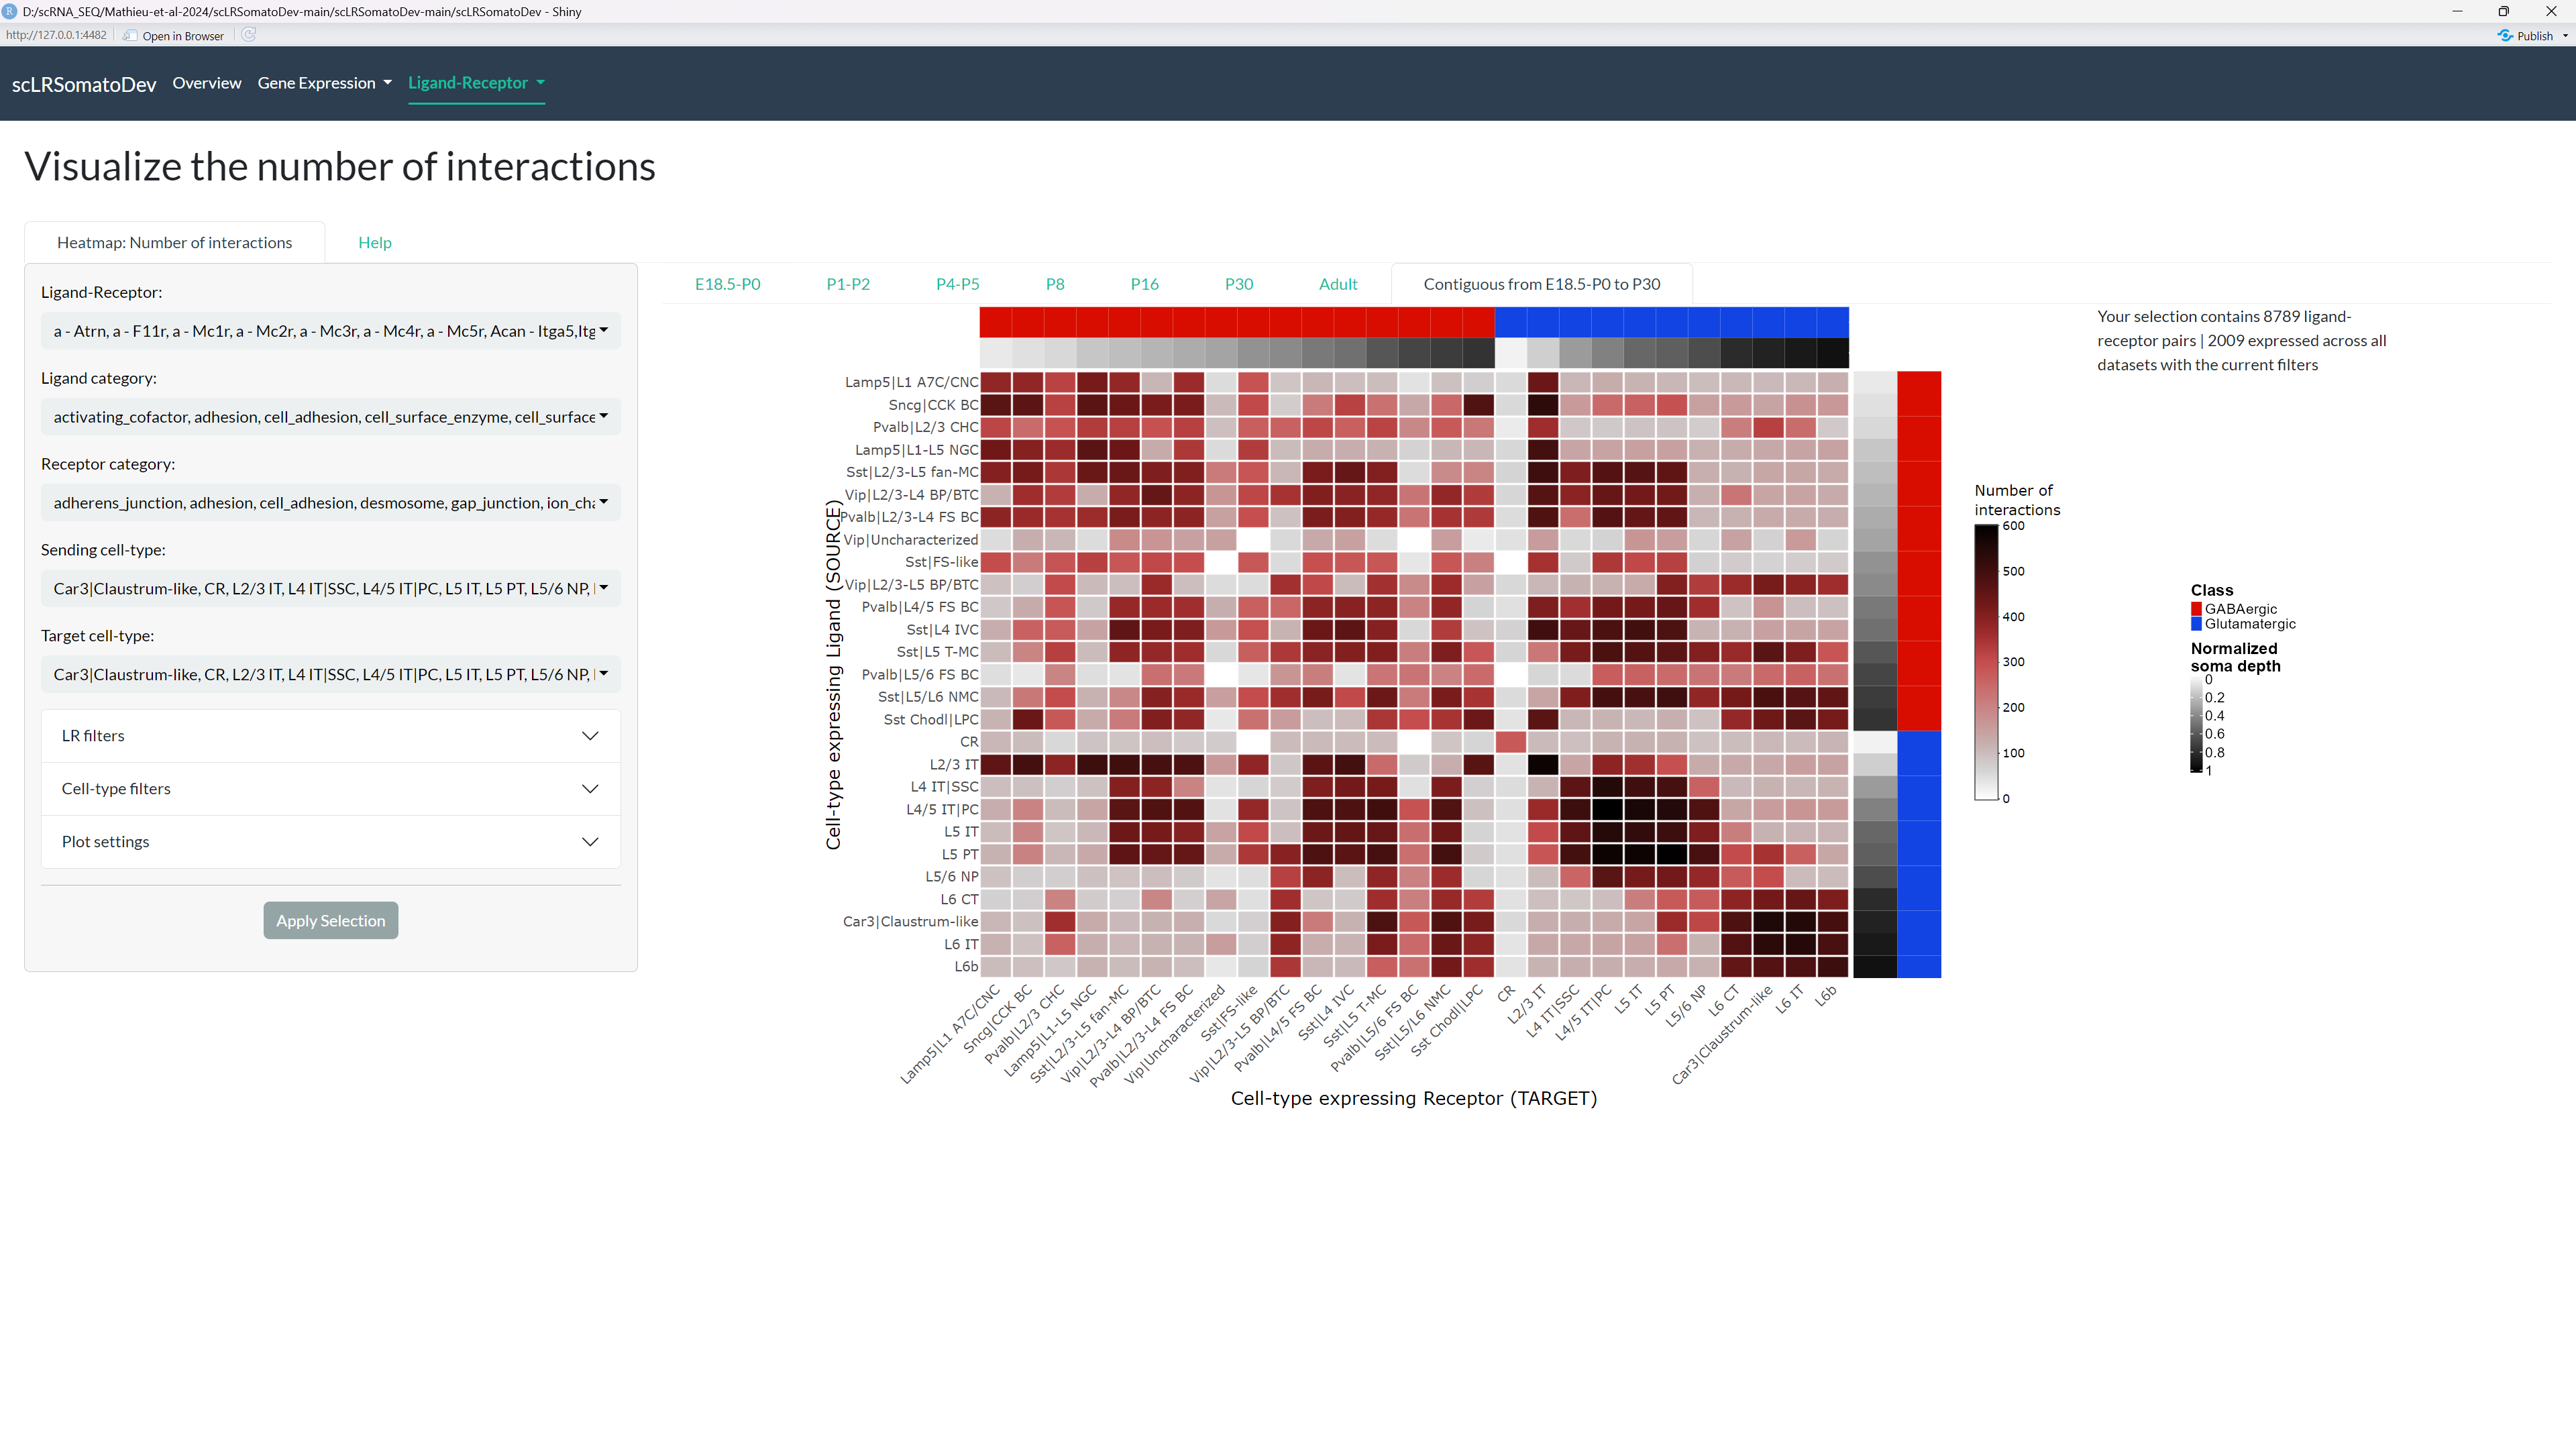 D:/scRNA_SEQ/Mathieu-et-al-2024/scLRSomatoDev-main/scLRSomatoDev-main/scLRSomatoDev - Shiny
http://127.0.0.1:4482
Open in Browser
Publish
scLRSomatoDev
Overview
Gene Expression
Ligand-Receptor
Visualize the number of interactions
Heatmap: Number of interactions
Help
Ligand-Receptor:
a - Atrn, a - F11r, a - Mc1r, a - Mc2r, a - Mc3r, a - Mc4r, a - Mc5r, Acan - Itga5,Itg
Ligand category:
activating_cofactor, adhesion, cell_adhesion, cell_surface_enzyme, cell_surface
Receptor category:
adherens_junction, adhesion, cell_adhesion, desmosome, gap_junction, ion_cha
Sending cell-type:
Car3|Claustrum-like, CR, L2/3 IT, L4 IT|SSC, L4/5 IT|PC, L5 IT, L5 PT, L5/6 NP,
Target cell-type:
Car3|Claustrum-like, CR, L2/3 IT, L4 IT|SSC, L4/5 IT|PC, L5 IT, L5 PT, L5/6 NP,
LR filters
Cell-type filters
Plot settings
Apply Selection
E18.5-P0
P1-P2
P4-P5
P8
P16
P30
Adult
Contiguous from E18.5-P0 to P30
Your selection contains 8789 ligand-
receptor pairs | 2009 expressed across all
datasets with the current filters
Cell-type expressing Ligand (SOURCE)
Lamp5|L1 A7C/CNC
Sncg|CCK BC
Pvalb|L2/3 CHC
Lamp5|L1-L5 NGC
Sst|L2/3-L5 fan-MC
Vip|L2/3-L4 BP/BTC
Pvalb|L2/3-L4 FS BC
Vip|Uncharacterized
Sst|FS-like
Vip|L2/3-L5 BP/BTC
Pvalb|L4/5 FS BC
Sst|L4 IVC
Sst|L5 T-MC
Pvalb|L5/6 FS BC
Sst|L5/L6 NMC
Sst Chodl|LPC
CR
L2/3 IT
L4 IT|SSC
L4/5 IT|PC
L5 IT
L5 PT
L5/6 NP
L6 CT
Car3|Claustrum-like
L6 IT
L6b
Lamp5|L1 A7C/CNC
Sncg|CCK BC
Pvalb|L2/3 CHC
Lamp5|L1-L5 NGC
Sst|L2/3-L5 fan-MC
Vip|L2/3-L4 BP/BTC
Pvalb|L2/3-L4 FS BC
Vip|Uncharacterized
Sst|FS-like
Vip|L2/3-L5 BP/BTC
Pvalb|L4/5 FS BC
Sst|L4 IVC
Sst|L5 T-MC
Pvalb|L5/6 FS BC
Sst|L5/L6 NMC
Sst Chodl|LPC
CR
L2/3 IT
L4 IT|SSC
L4/5 IT|PC
L5 IT
L5 PT
L5/6 NP
L6 CT
Car3|Claustrum-like
L6 IT
L6b
Cell-type expressing Receptor (TARGET)
Number of
interactions
600
500
400
300
200
100
0
Class
GABAergic
Glutamatergic
Normalized
soma depth
0
0.2
0.4
0.6
0.8
1